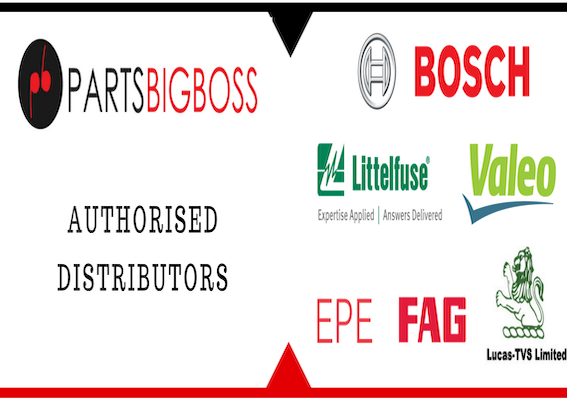 PARTSBIGBOSS
AUTHORISED
DISTRIBUTORS
BOSCH
Littelfuse®
Expertise Applied | Answers Delivered
Valeo
EPE
FAG
Lucas-TVS Limited